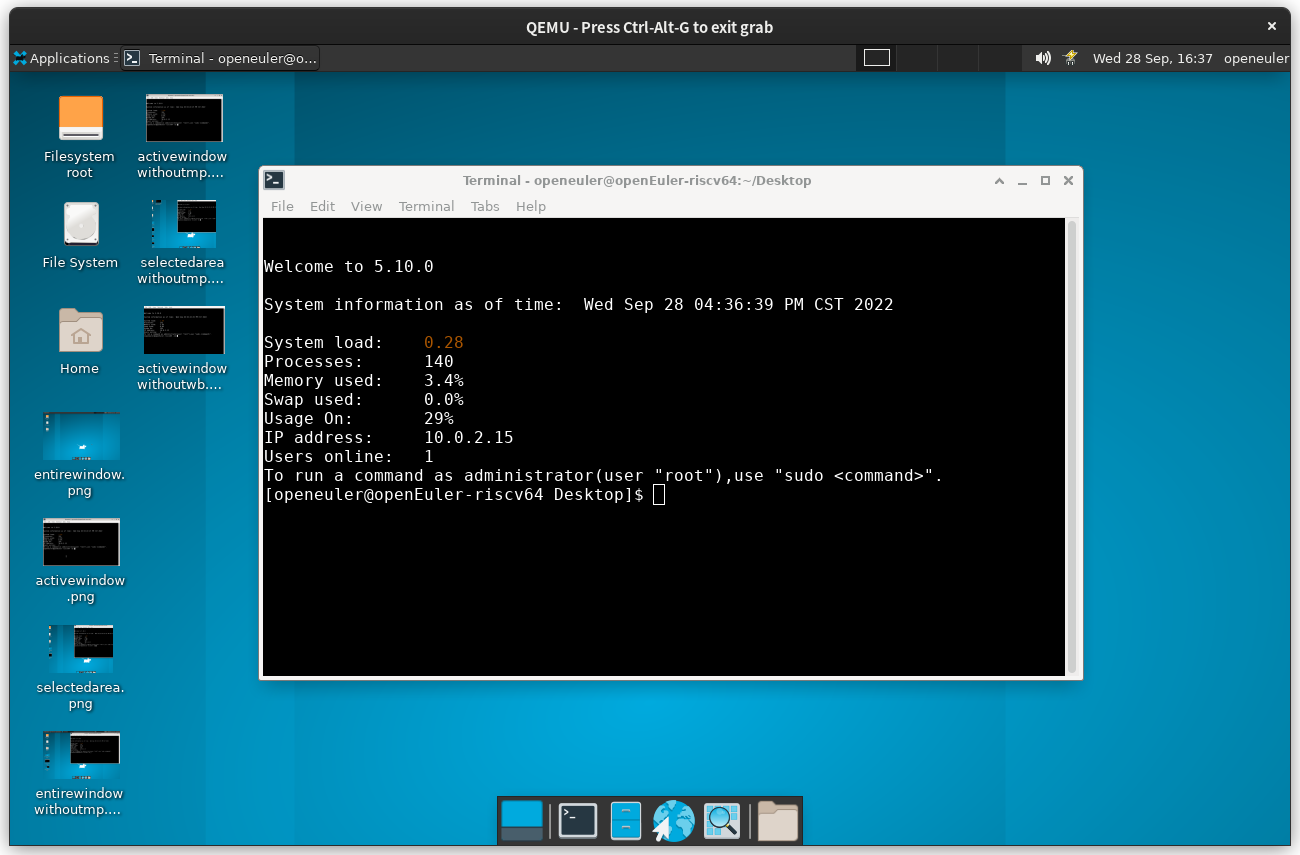 QEMU - Press Ctrl-Alt-G to exit grab
Applications
Terminal - openeuler@o...
Wed 28 Sep, 16:37
openeuler
Filesystem
root
activewindow
withoutmp....
File System
selectedarea
withoutmp....
Home
activewindow
withoutwb....
entirewindow.
png
activewindow
.png
selectedarea.
png
entirewindow
withoutmp....
Terminal - openeuler@openEuler-riscv64:~/Desktop
File Edit View Terminal Tabs Help
Welcome to 5.10.0
System information as of time:  Wed Sep 28 04:36:39 PM CST 2022
System load:    0.28
Processes:      140
Memory used:    3.4%
Swap used:      0.0%
Usage On:       29%
IP address:     10.0.2.15
Users online:   1
To run a command as administrator(user "root"),use "sudo <command>".
[openeuler@openEuler-riscv64 Desktop]$